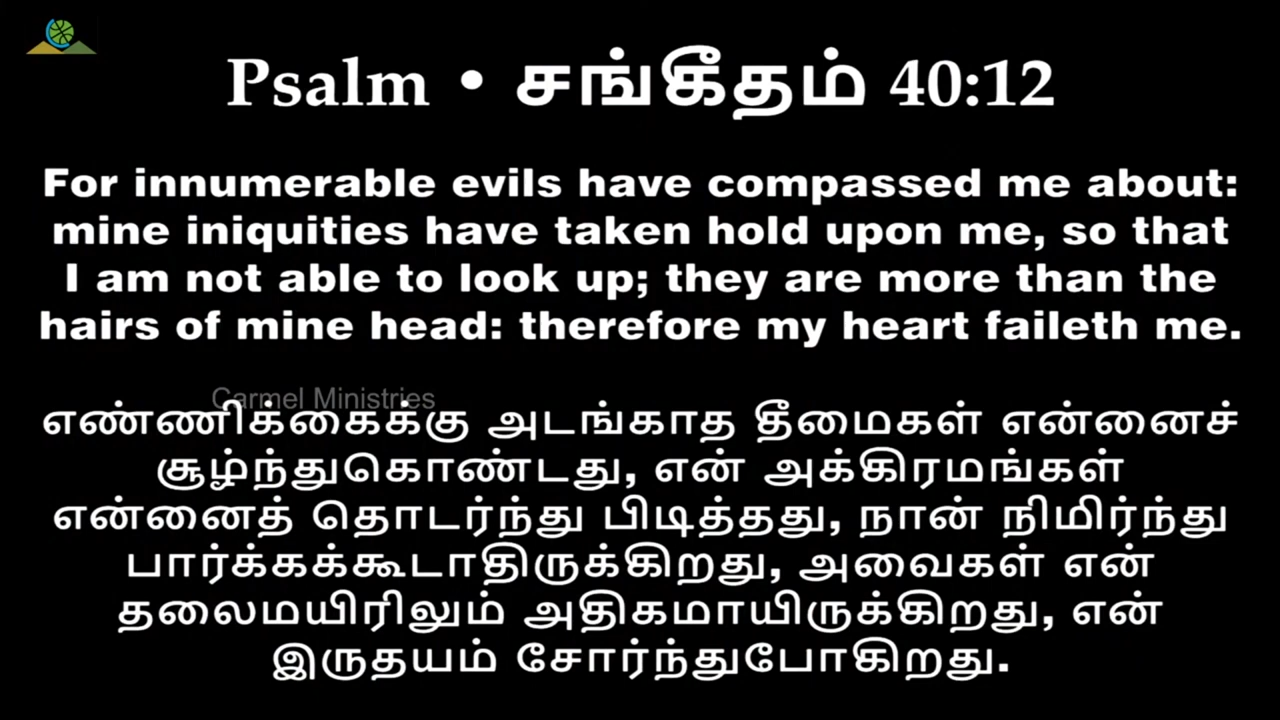 Psalm • சங்கீதம் 40:12
For innumerable evils have compassed me about:
mine iniquities have taken hold upon me, so that
I am not able to look up; they are more than the
hairs of mine head: therefore my heart faileth me.
Carmel Ministries
எண்ணிக்கைக்கு அடங்காத தீமைகள் என்னைச்
சூழ்ந்துகொண்டது, என் அக்கிரமங்கள்
என்னைத் தொடர்ந்து பிடித்தது, நான் நிமிர்ந்து
பார்க்கக்கூடாதிருக்கிறது, அவைகள் என்
தலைமயிரிலும் அதிகமாயிருக்கிறது, என்
இருதயம் சோர்ந்துபோகிறது.